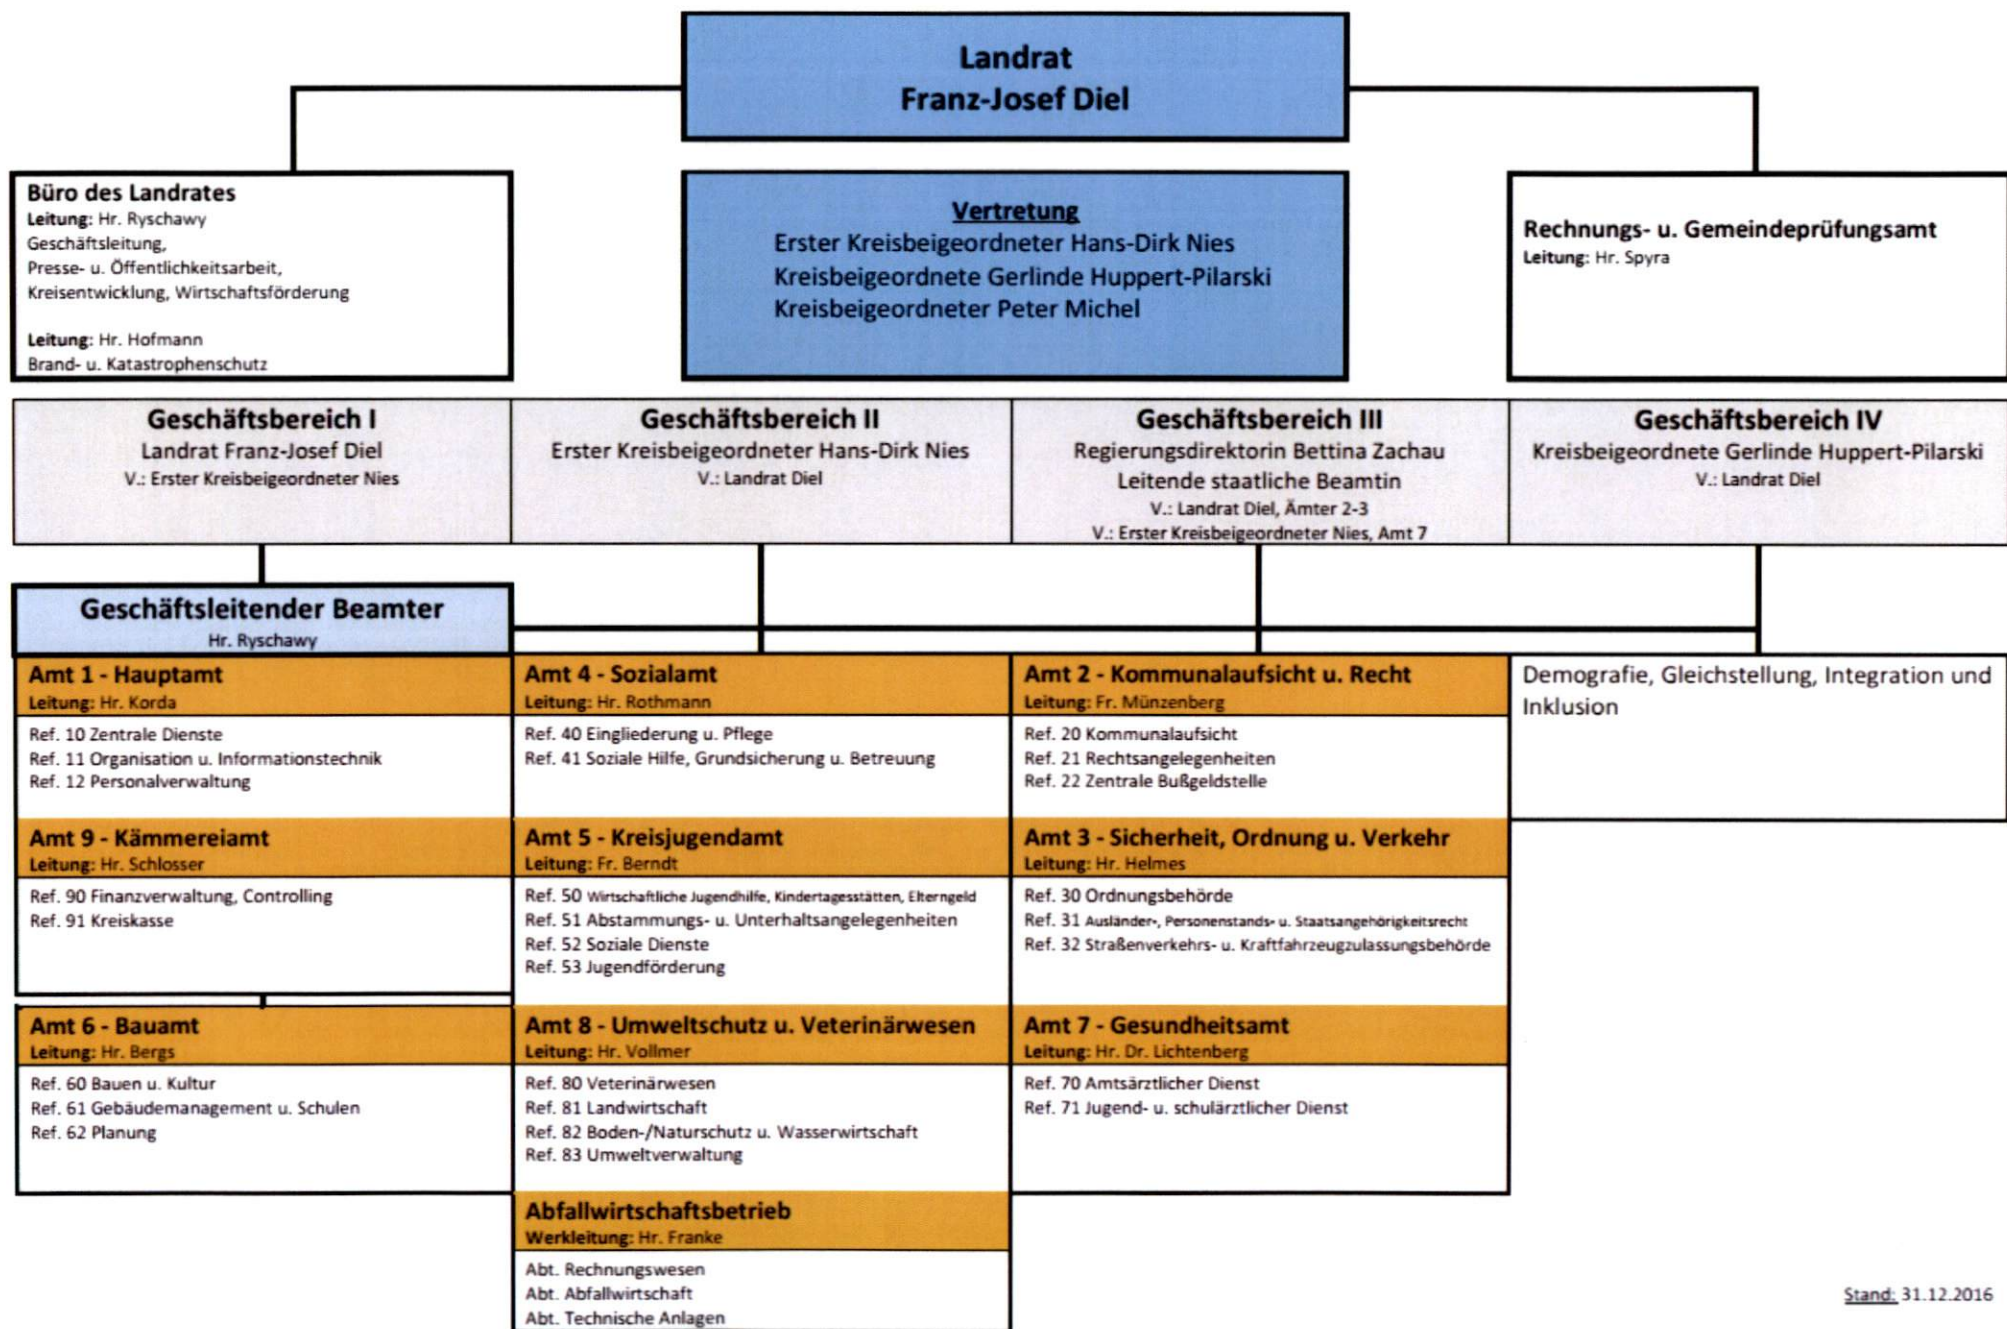 Landrat
Franz-Josef Diel
Büro des Landrates
Leitung: Hr. Ryschawy
Geschäftsleitung,
Presse- u. Öffentlichkeitsarbeit,
Kreisentwicklung, Wirtschaftsförderung
Leitung: Hr. Hofmann
Brand- u. Katastrophenschutz
Vertretung
Erster Kreisbeigeordneter Hans-Dirk Nies
Kreisbeigeordnete Gerlinde Huppert-Pilarski
Kreisbeigeordneter Peter Michel
Rechnungs- u. Gemeindeprüfungsamt
Leitung: Hr. Spyra
Geschäftsbereich I
Landrat Franz-Josef Diel
V.: Erster Kreisbeigeordneter Nies
Geschäftsbereich II
Erster Kreisbeigeordneter Hans-Dirk Nies
V.: Landrat Diel
Geschäftsbereich III
Regierungsdirektorin Bettina Zachau
Leitende staatliche Beamtin
V.: Landrat Diel, Ämter 2-3
V.: Erster Kreisbeigeordneter Nies, Amt 7
Geschäftsbereich IV
Kreisbeigeordnete Gerlinde Huppert-Pilarski
V.: Landrat Diel
Geschäftsleitender Beamter
Hr. Ryschawy
Amt 1 - Hauptamt
Leitung: Hr. Korda
Ref. 10 Zentrale Dienste
Ref. 11 Organisation u. Informationstechnik
Ref. 12 Personalverwaltung
Amt 4 - Sozialamt
Leitung: Hr. Rothmann
Ref. 40 Eingliederung u. Pflege
Ref. 41 Soziale Hilfe, Grundsicherung u. Betreuung
Amt 2 - Kommunalaufsicht u. Recht
Leitung: Fr. Münzenberg
Ref. 20 Kommunalaufsicht
Ref. 21 Rechtsangelegenheiten
Ref. 22 Zentrale Bußgeldstelle
Demografie, Gleichstellung, Integration und
Inklusion
Amt 9 - Kämmereiamt
Leitung: Hr. Schlosser
Ref. 90 Finanzverwaltung, Controlling
Ref. 91 Kreiskasse
Amt 5 - Kreisjugendamt
Leitung: Fr. Berndt
Ref. 50 Wirtschaftliche Jugendhilfe, Kindertagesstätten, Elterngeld
Ref. 51 Abstammungs- u. Unterhaltsangelegenheiten
Ref. 52 Soziale Dienste
Ref. 53 Jugendförderung
Amt 3 - Sicherheit, Ordnung u. Verkehr
Leitung: Hr. Helmes
Ref. 30 Ordnungsbehörde
Ref. 31 Ausländer-, Personenstands- u. Staatsangehörigkeitsrecht
Ref. 32 Straßenverkehrs- u. Kraftfahrzeugzulassungsbehörde
Amt 6 - Bauamt
Leitung: Hr. Bergs
Ref. 60 Bauen u. Kultur
Ref. 61 Gebäudemanagement u. Schulen
Ref. 62 Planung
Amt 8 - Umweltschutz u. Veterinärwesen
Leitung: Hr. Vollmer
Ref. 80 Veterinärwesen
Ref. 81 Landwirtschaft
Ref. 82 Boden-/Naturschutz u. Wasserwirtschaft
Ref. 83 Umweltverwaltung
Amt 7 - Gesundheitsamt
Leitung: Hr. Dr. Lichtenberg
Ref. 70 Amtsärztlicher Dienst
Ref. 71 Jugend- u. schulärztlicher Dienst
Abfallwirtschaftsbetrieb
Werkleitung: Hr. Franke
Abt. Rechnungswesen
Abt. Abfallwirtschaft
Abt. Technische Anlagen
Stand: 31.12.2016